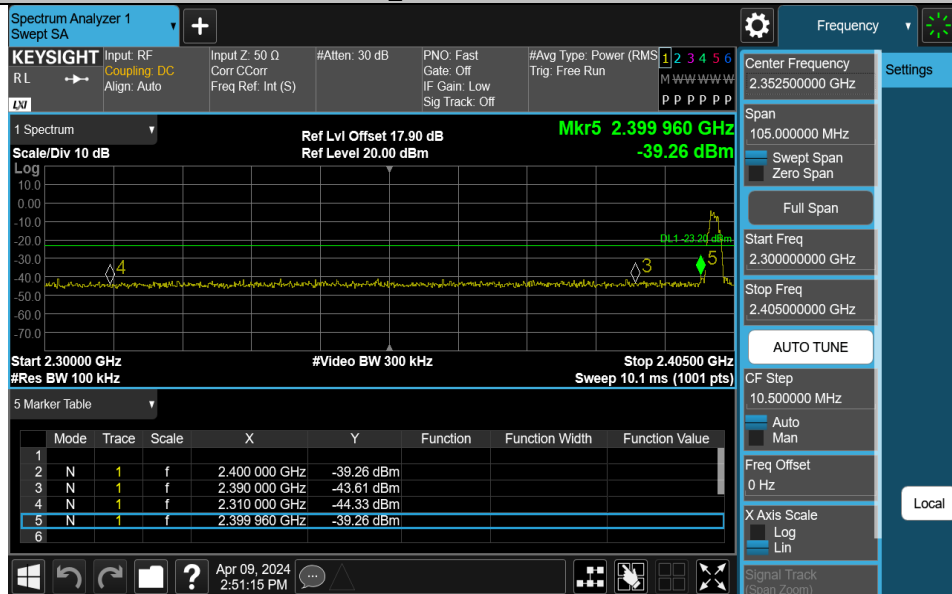 Spectrum Analyzer 1
Swept SA
+
Frequency
KEYSIGHT
RL
LXI
Input: RF
Coupling: DC
Align: Auto
Input Z: 50 Ω
Corr CCorr
Freq Ref: Int (S)
#Atten: 30 dB
PNO: Fast
Gate: Off
IF Gain: Low
Sig Track: Off
#Avg Type: Power (RMS
Trig: Free Run
1 2 3 4 5 6
M W W W W W
P P P P P P
1 Spectrum
Scale/Div 10 dB
Ref Lvl Offset 17.90 dB
Ref Level 20.00 dBm
Mkr5 2.399 960 GHz
-39.26 dBm
Log
10.0
0.00
-10.0
-20.0
-30.0
-40.0
-50.0
-60.0
-70.0
DL1 -23.20 dBm
4
3
5
Start 2.30000 GHz
#Video BW 300 kHz
Stop 2.40500 GHz
#Res BW 100 kHz
Sweep 10.1 ms (1001 pts)
5 Marker Table
Mode Trace Scale X Y Function Function Width Function Value
1
2 N 1 f 2.400 000 GHz -39.26 dBm
3 N 1 f 2.390 000 GHz -43.61 dBm
4 N 1 f 2.310 000 GHz -44.33 dBm
5 N 1 f 2.399 960 GHz -39.26 dBm
6
?
Apr 09, 2024
2:51:15 PM
Center Frequency
2.352500000 GHz
Span
105.000000 MHz
Swept Span
Zero Span
Full Span
Start Freq
2.300000000 GHz
Stop Freq
2.405000000 GHz
AUTO TUNE
CF Step
10.500000 MHz
Auto
Man
Freq Offset
0 Hz
X Axis Scale
Log
Lin
Signal Track
(Span Zoom)
Settings
Local